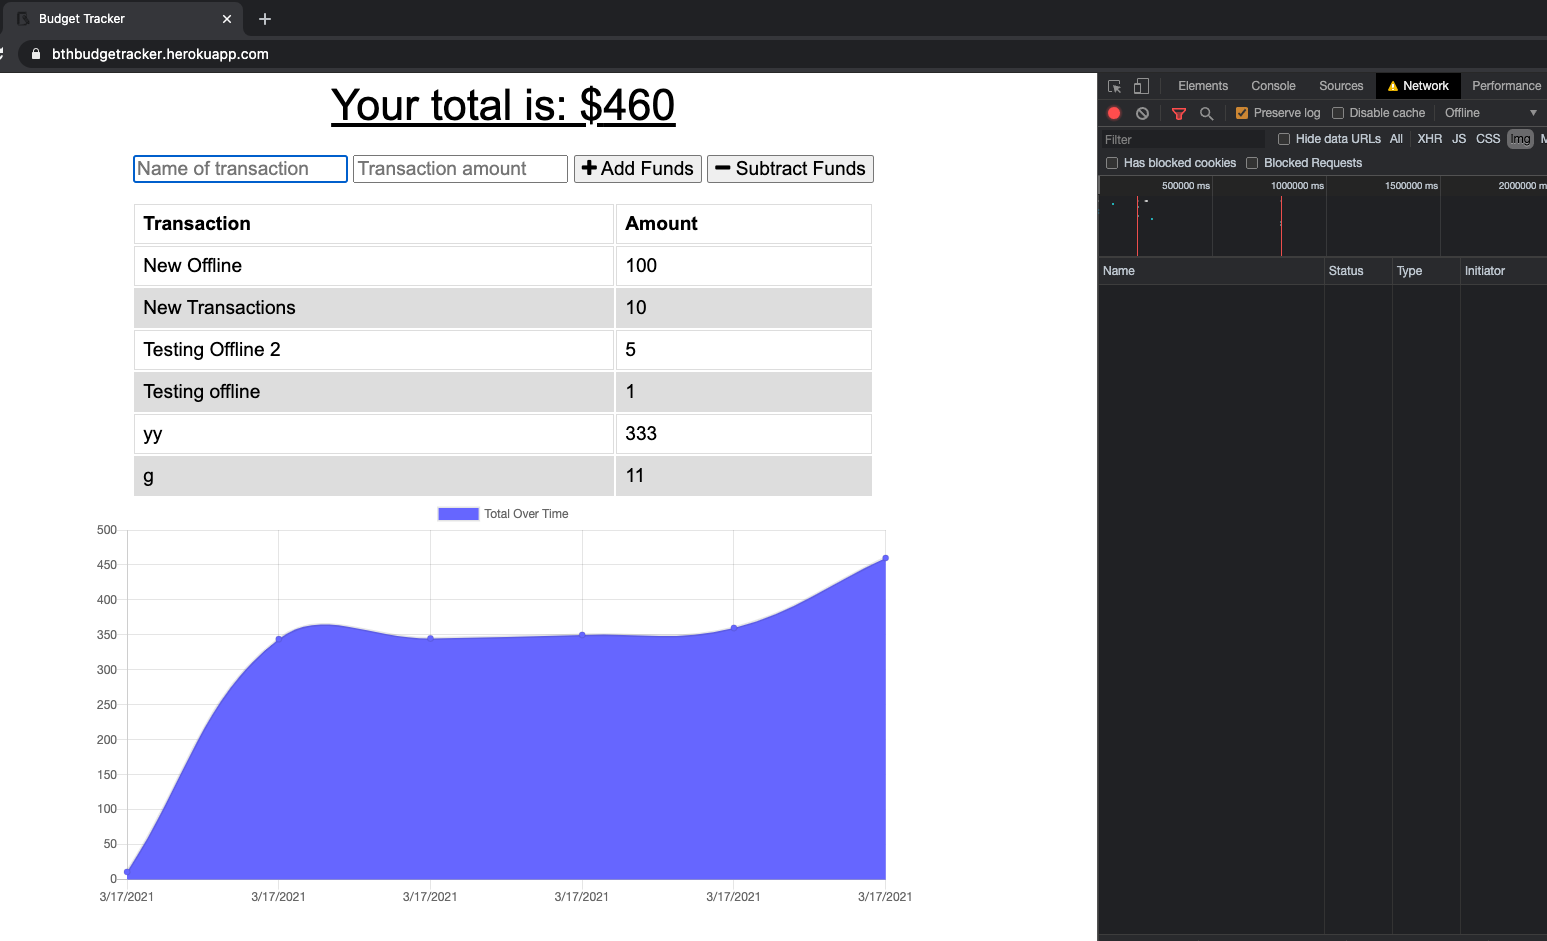 Budget Tracker
bthbudgetracker.herokuapp.com
Your total is: $460
Name of transaction Transaction amount Add Funds Subtract Funds
Transaction Amount
New Offline 100
New Transactions 10
Testing Offline 2 5
Testing offline 1
yy 333
g 11
Total Over Time
500
450
400
350
300
250
200
150
100
50
0
3/17/2021 3/17/2021 3/17/2021 3/17/2021 3/17/2021 3/17/2021
Elements Console Sources Network Performance
Preserve log Disable cache Offline
Filter Hide data URLs All XHR JS CSS Img
Has blocked cookies Blocked Requests
500000 ms 1000000 ms 1500000 ms 2000000 m
Name Status Type Initiator